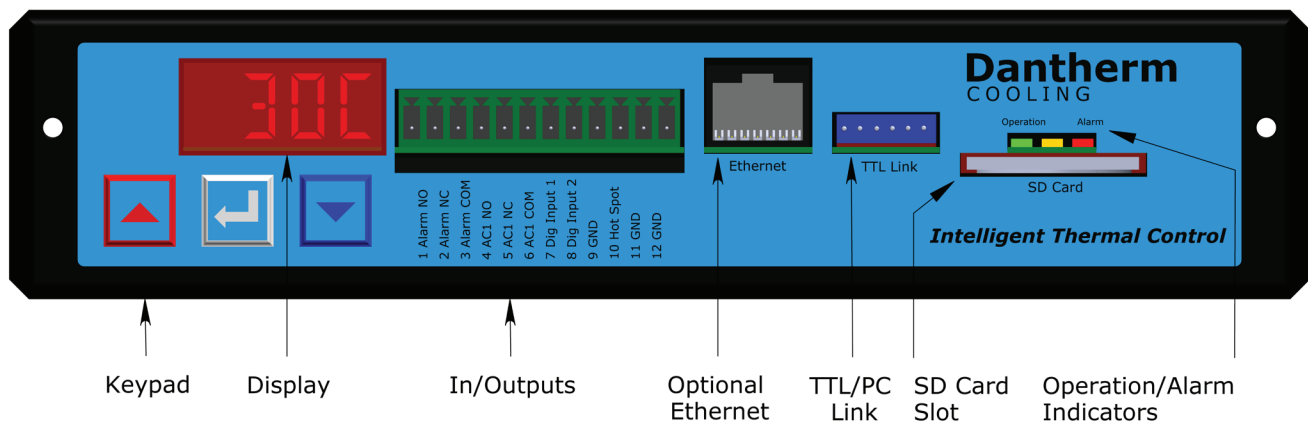 30C
Dantherm
COOLING
Operation Alarm
Ethernet
TTL Link
SD Card
1 Alarm NO
2 Alarm NC
3 Alarm COM
4 AC1 NO
5 AC1 NC
6 AC1 COM
7 Dig Input 1
8 Dig Input 2
9 GND
10 Hot Spot
11 GND
12 GND
Intelligent Thermal Control
Keypad
Display
In/Outputs
Optional
Ethernet
TTL/PC
Link
SD Card
Slot
Operation/Alarm
Indicators